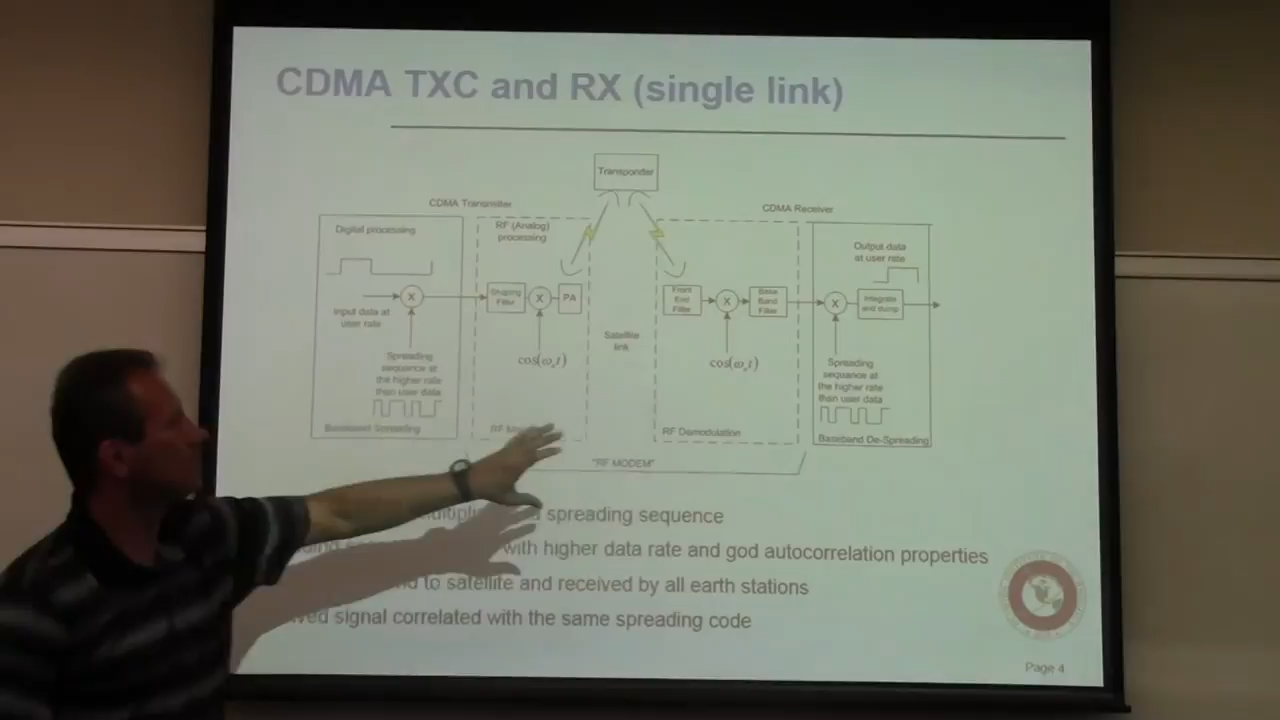 CDMA TXC and RX (single link)
Transponder
CDMA Transmitter
CDMA Receiver
Digital processing
RF (Analog)
processing
Output data
at user rate
X
Shaping
Filter
X
PA
Front
End
Filter
X
Base
Band
Filter
X
Integrate
and dump
Input data at
user rate
Satellite
link
cos(ωct)
cos(ωct)
Spreading
sequence at
the higher rate
than user data
Spreading
sequence at
the higher rate
than user data
Baseband Spreading
RF
RF Demodulation
Baseband De-Spreading
"RF MODEM"
spreading sequence
with higher data rate and god autocorrelation properties
to satellite and received by all earth stations
signal correlated with the same spreading code
Page 4